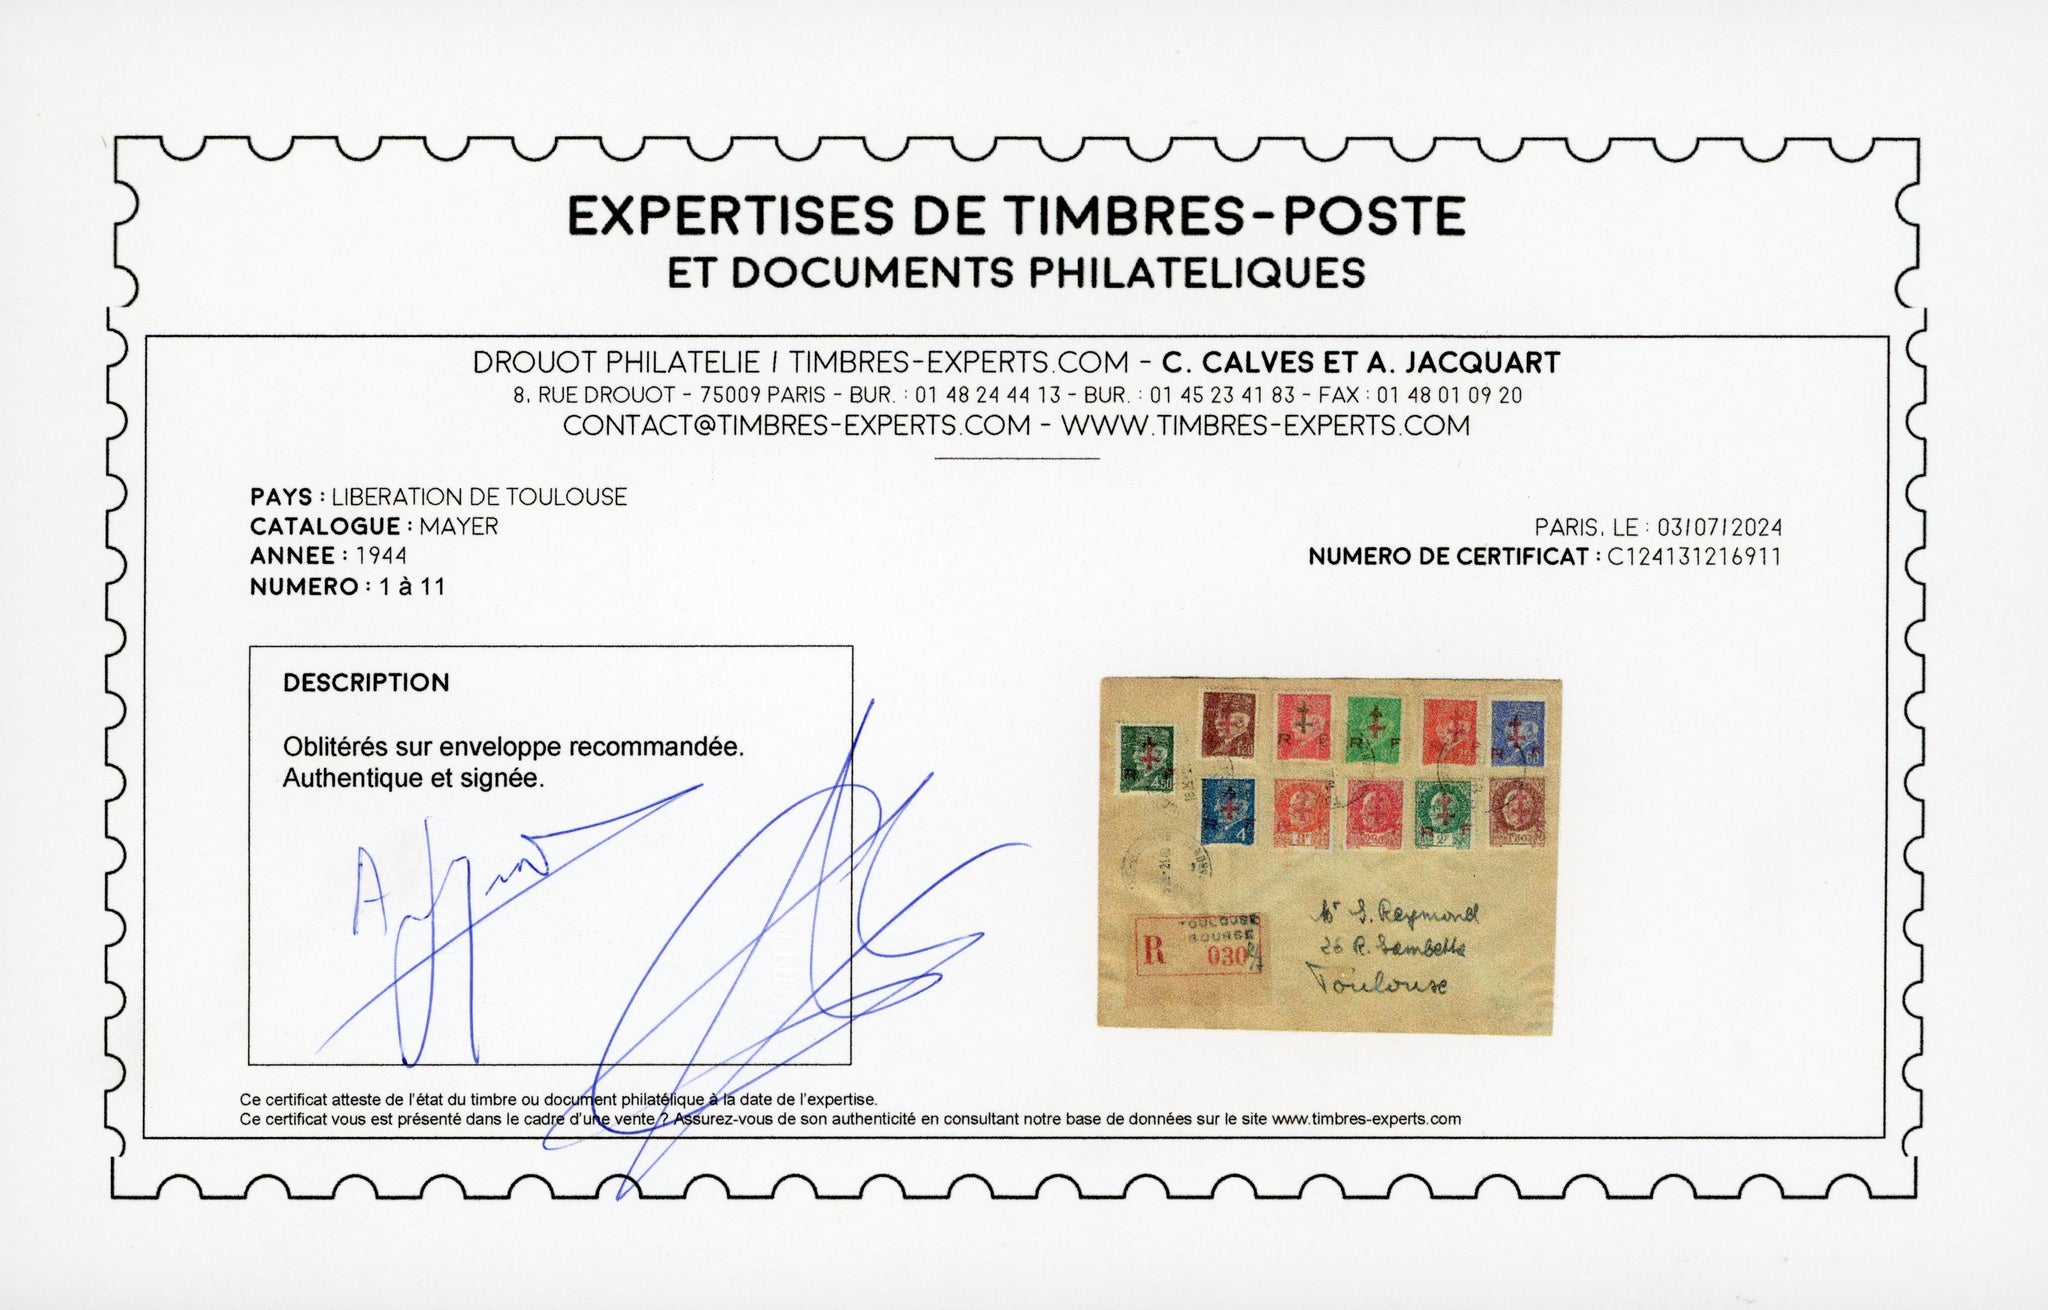 EXPERTISES DE TIMBRES-POSTE
ET DOCUMENTS PHILATELIQUES
DROUOT PHILATELIE / TIMBRES-EXPERTS.COM - C. CALVES ET A. JACQUART
8, RUE DROUOT - 75009 PARIS - BUR. : 01 48 24 44 13 - BUR. : 01 45 23 41 83 - FAX : 01 48 01 09 20
CONTACT@TIMBRES-EXPERTS.COM - WWW.TIMBRES-EXPERTS.COM
PAYS : LIBERATION DE TOULOUSE
CATALOGUE : MAYER
ANNEE : 1944
NUMERO : 1 à 11
PARIS, LE : 03/07/2024
NUMERO DE CERTIFICAT : C124131216911
DESCRIPTION
Oblitérés sur enveloppe recommandée.
Authentique et signée.
R F
4
2F
TOULOUSE
BOURSE
R 030
Mr S. Raymond
26 R. Gambetta
Toulouse
Ce certificat atteste de l'état du timbre ou document philatélique à la date de l'expertise.
Ce certificat vous est présenté dans le cadre d'une vente ? Assurez-vous de son authenticité en consultant notre base de données sur le site www.timbres-experts.com